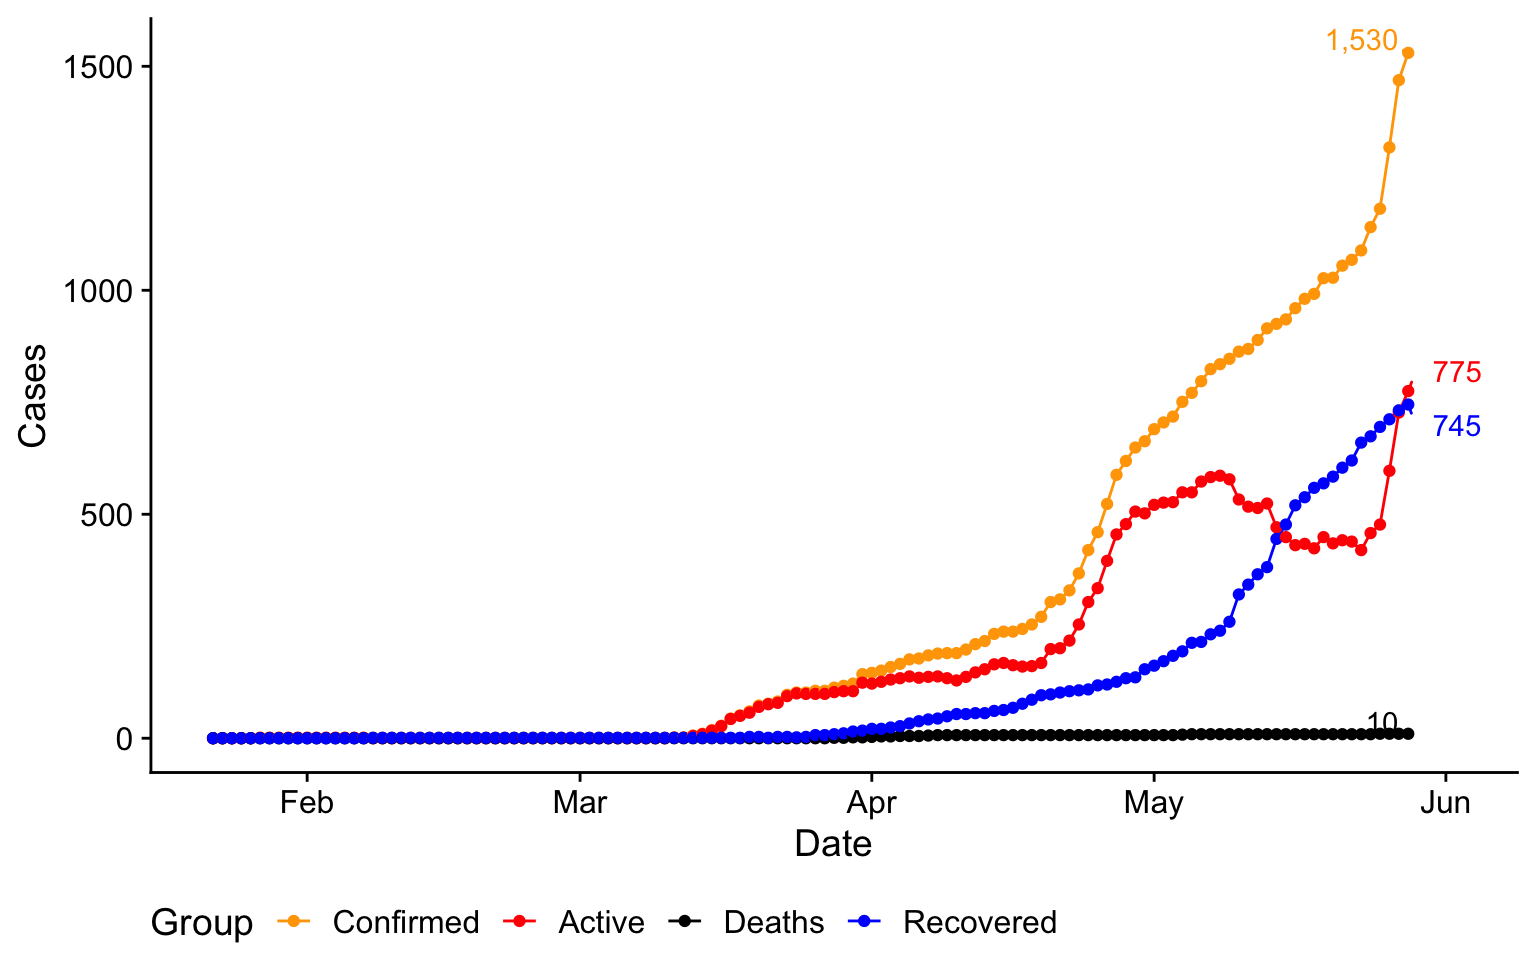 1,530
1500
1000
775
745
500
10
0
Cases
Feb Mar Apr May Jun
Date
Group Confirmed Active Deaths Recovered